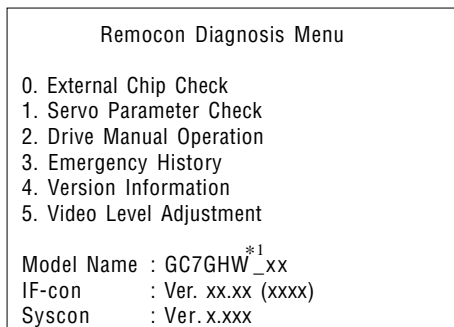 Remocon Diagnosis Menu
0. External Chip Check
1. Servo Parameter Check
2. Drive Manual Operation
3. Emergency History
4. Version Information
5. Video Level Adjustment
Model Name : GC7GHW*1_xx
IF-con : Ver. xx.xx (xxxx)
Syscon : Ver. x.xxx